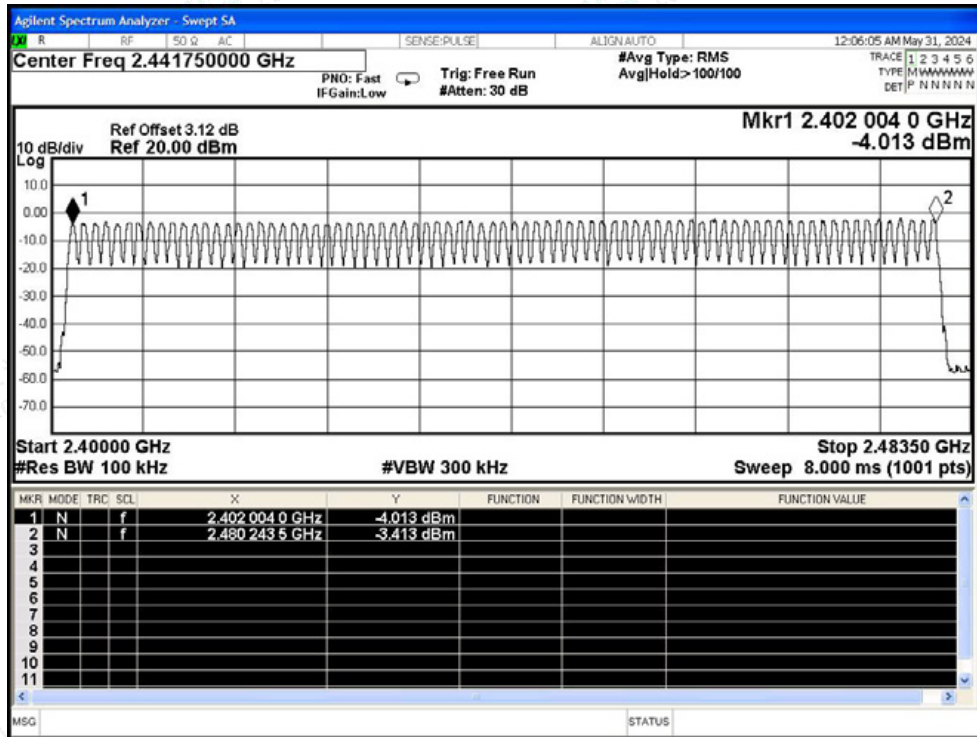 Agilent Spectrum Analyzer - Swept SA
R RF 50 Ω AC SENSE:PULSE ALIGN AUTO 12:06:05 AM May 31, 2024
Center Freq 2.441750000 GHz #Avg Type: RMS TRACE 1 2 3 4 5 6
PNO: Fast Trig: Free Run Avg|Hold:>100/100 TYPE M WWWWW
IFGain:Low #Atten: 30 dB DET P N N N N N
Mkr1 2.402 004 0 GHz
-4.013 dBm
Ref Offset 3.12 dB
10 dB/div Ref 20.00 dBm
Log
1
2
10.0
0.00
-10.0
-20.0
-30.0
-40.0
-50.0
-60.0
-70.0
Start 2.40000 GHz Stop 2.48350 GHz
#Res BW 100 kHz #VBW 300 kHz Sweep 8.000 ms (1001 pts)
MKR MODE TRC SCL X Y FUNCTION FUNCTION WIDTH FUNCTION VALUE
1 N f 2.402 004 0 GHz -4.013 dBm
2 N f 2.480 243 5 GHz -3.413 dBm
3
4
5
6
7
8
9
10
11
MSG STATUS